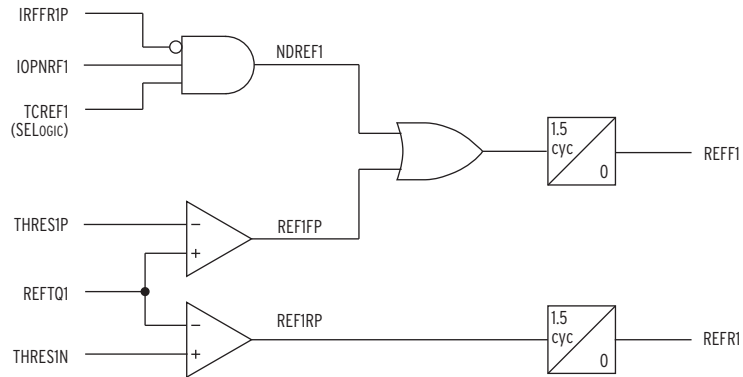 IRFFR1P
NDREF1
IOPNRF1
TCREF1
(SELOGIC)
1.5
cyc
0
REFF1
THRES1P
−
+
REF1FP
REFTQ1
−
+
REF1RP
1.5
cyc
0
REFR1
THRES1N